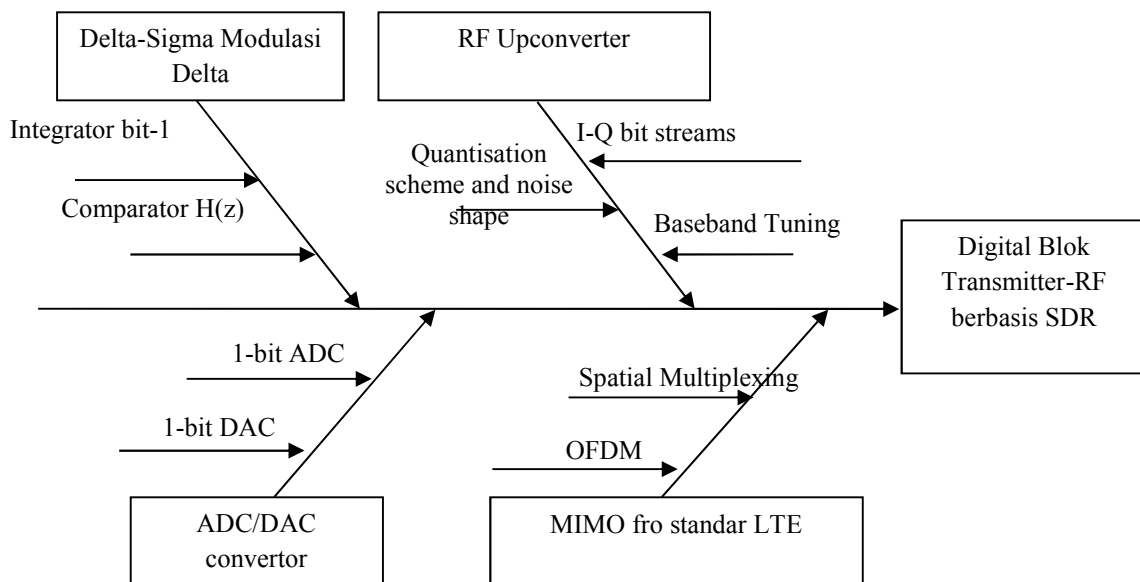 Delta-Sigma Modulasi
Delta
RF Upconverter
Integrator bit-1
Comparator H(z)
I-Q bit streams
Quantisation
scheme and noise
shape
Baseband Tuning
Digital Blok
Transmitter-RF
berbasis SDR
1-bit ADC
1-bit DAC
Spatial Multiplexing
OFDM
ADC/DAC
convertor
MIMO fro standar LTE